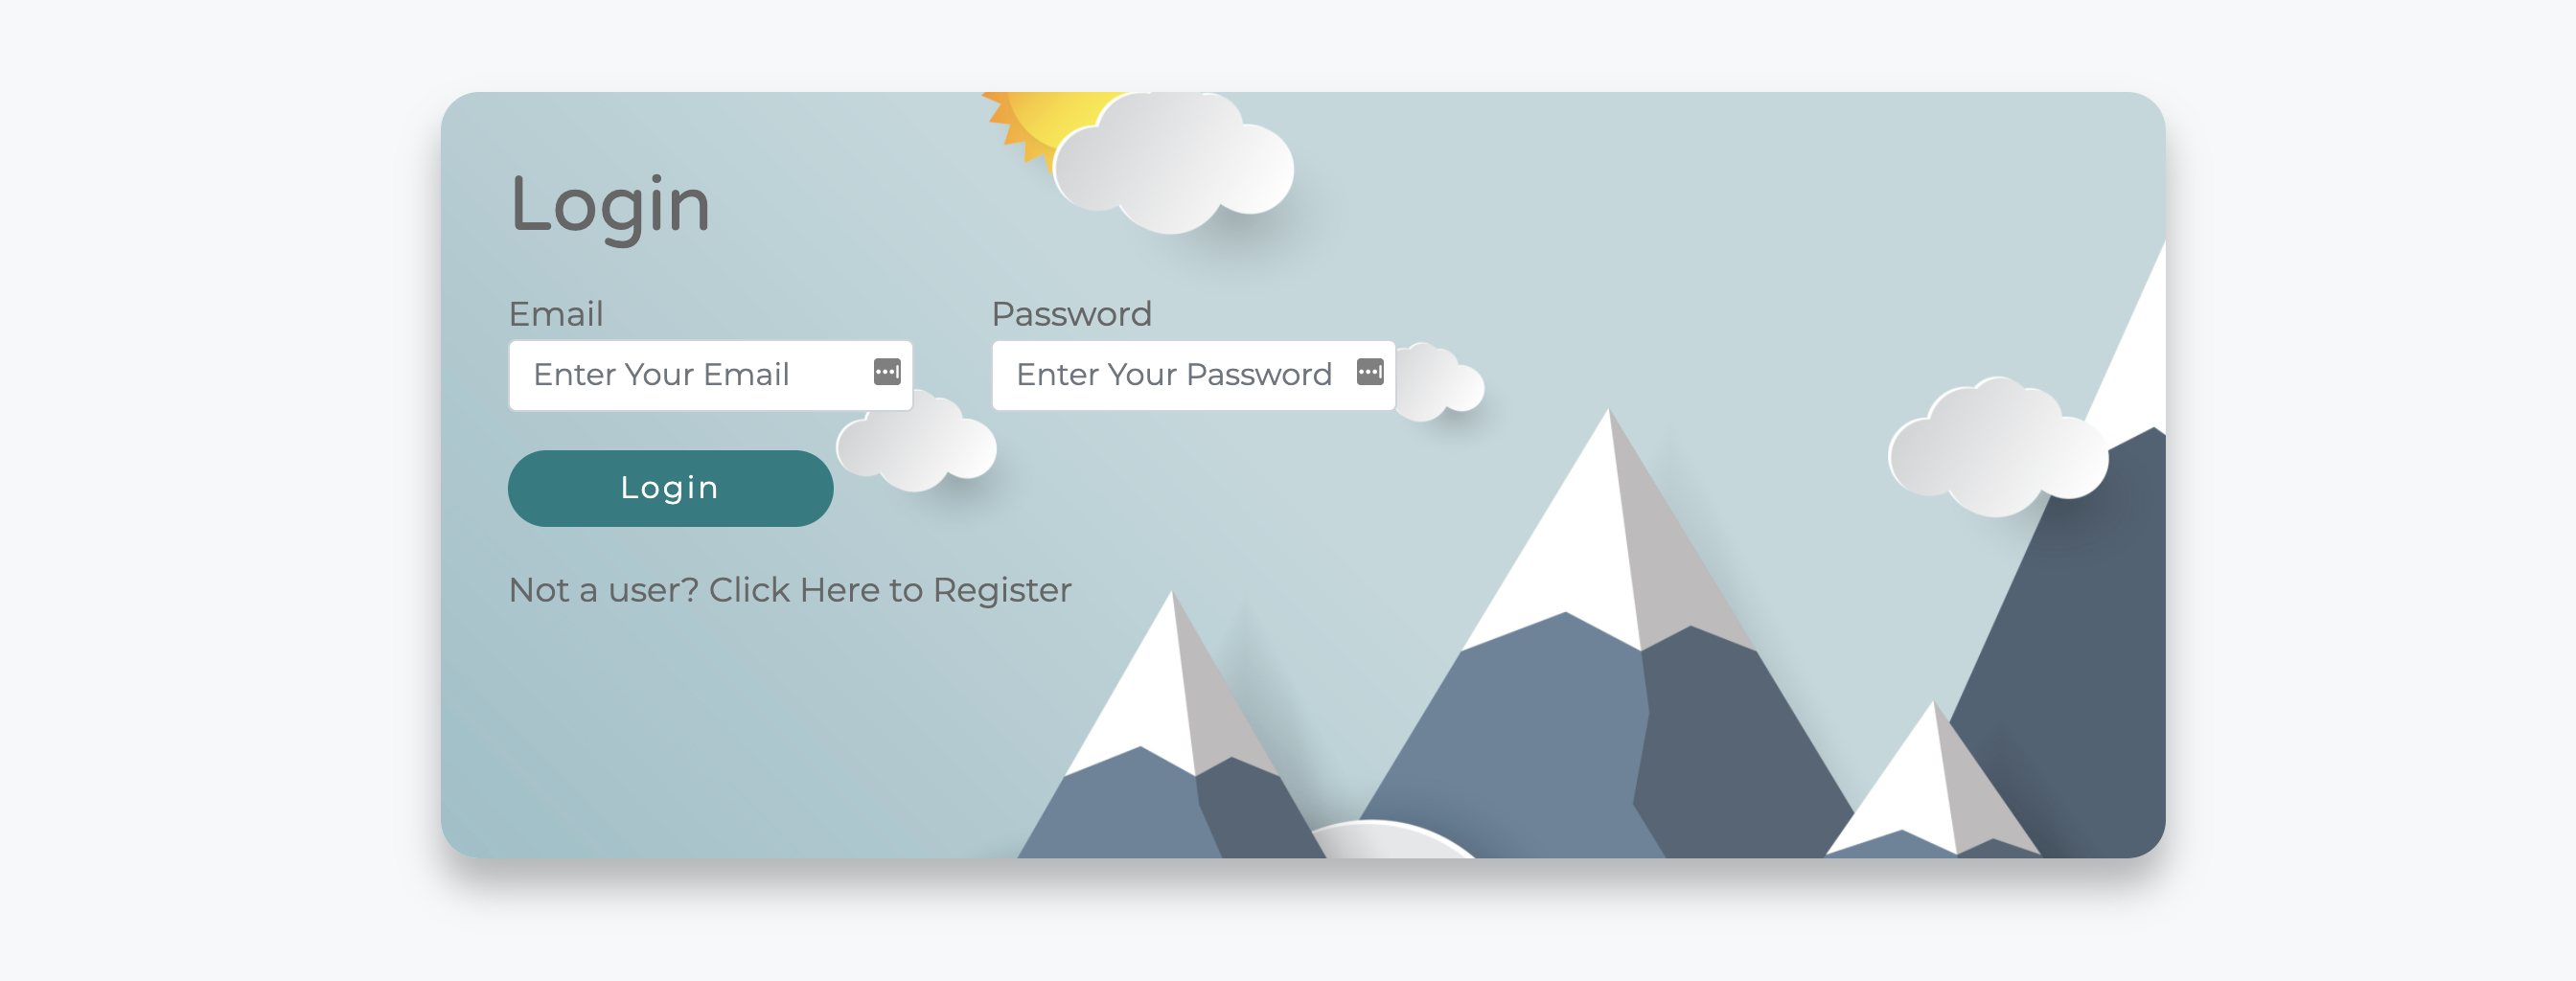 Login
Email
Password
Enter Your Email
Enter Your Password
Login
Not a user? Click Here to Register